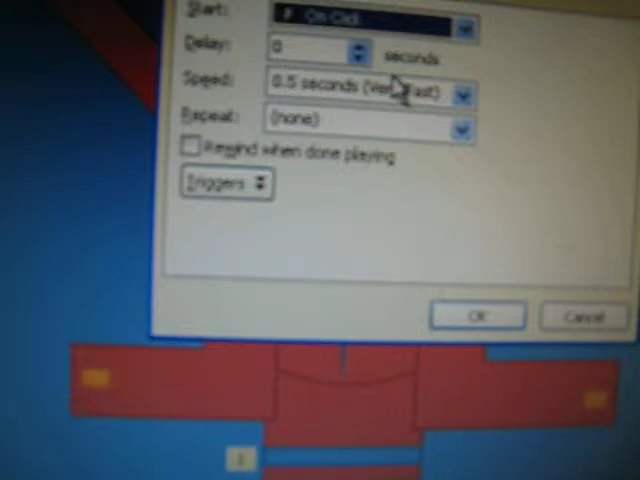 Start: On Click
Delay: 0 seconds
Speed: 0.5 seconds (Very Fast)
Repeat: (none)
Rewind when done playing
Triggers
OK Cancel